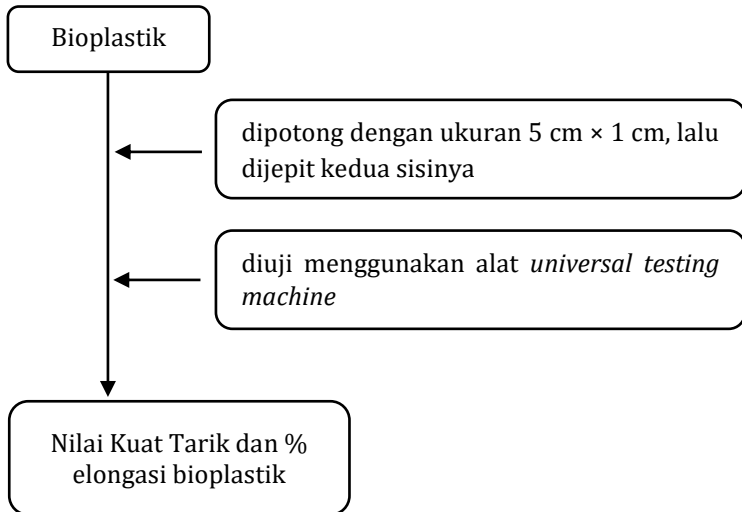 Bioplastik
dipotong dengan ukuran 5 cm × 1 cm, lalu
dijepit kedua sisinya
diuji menggunakan alat universal testing
machine
Nilai Kuat Tarik dan %
elongasi bioplastik